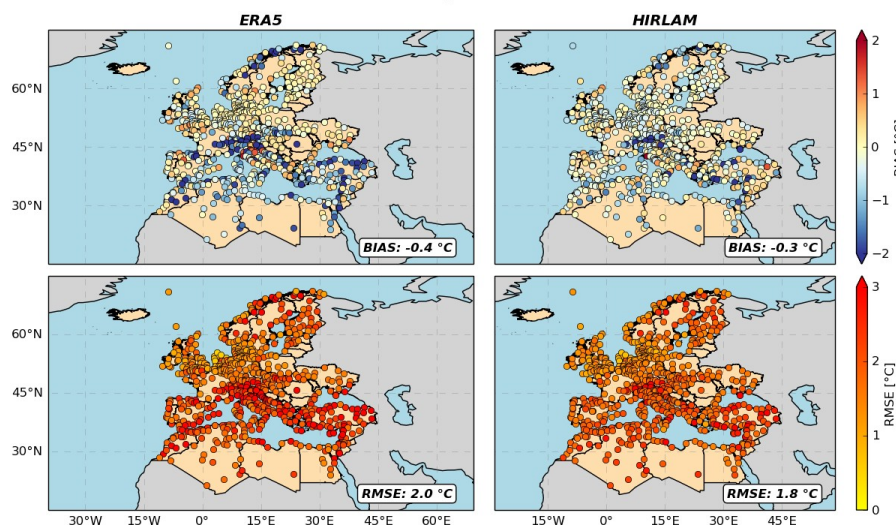 ERA5
HIRLAM
60°N
45°N
30°N
BIAS: -0.4 °C
BIAS: -0.3 °C
2
1
0
−1
−2
60°N
45°N
30°N
RMSE: 2.0 °C
RMSE: 1.8 °C
3
2
1
0
RMSE [°C]
30°W
15°W
0°
15°E
30°E
45°E
60°E
15°W
0°
15°E
30°E
45°E